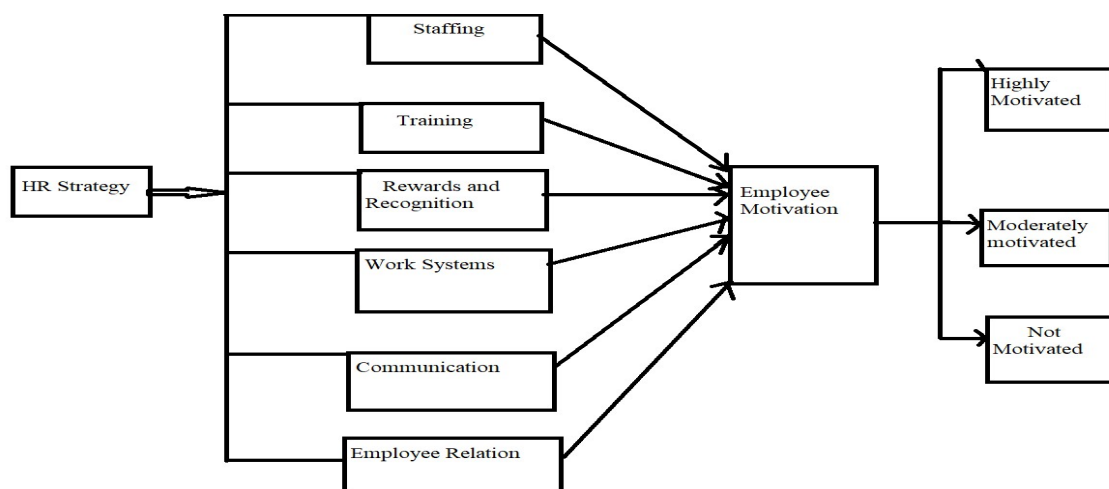 HR Strategy
Staffing
Training
Rewards and
Recognition
Work Systems
Communication
Employee Relation
Employee
Motivation
Highly
Motivated
Moderately
motivated
Not
Motivated